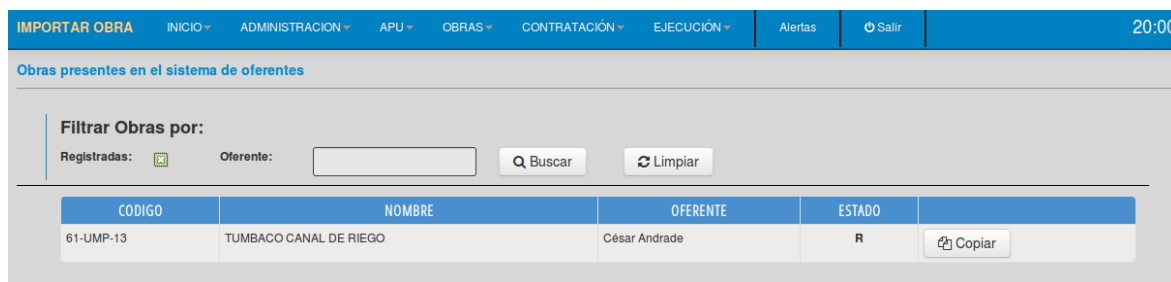 IMPORTAR OBRA INICIO ADMINISTRACION APU OBRAS CONTRATACIÓN EJECUCIÓN Alertas Salir 20:00
Obras presentes en el sistema de oferentes
Filtrar Obras por:
Registradas: Oferente: Buscar Limpiar
CODIGO NOMBRE OFERENTE ESTADO
61-UMP-13 TUMBACO CANAL DE RIEGO César Andrade R Copiar